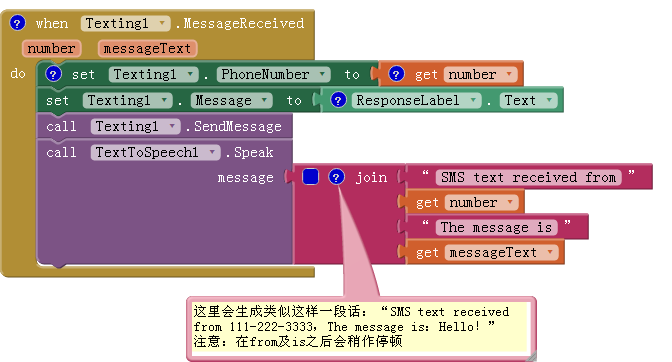 ? when Texting1 .MessageReceived
number messageText
do ? set Texting1 . PhoneNumber to ? get number
set Texting1 . Message to ? ResponseLabel . Text
call Texting1 .SendMessage
call TextToSpeech1 .Speak
message ? join “ SMS text received from ”
get number
“ The message is ”
get messageText
这里会生成类似这样一段话：“SMS text received
from 111-222-3333，The message is：Hello！”
注意：在from及is之后会稍作停顿